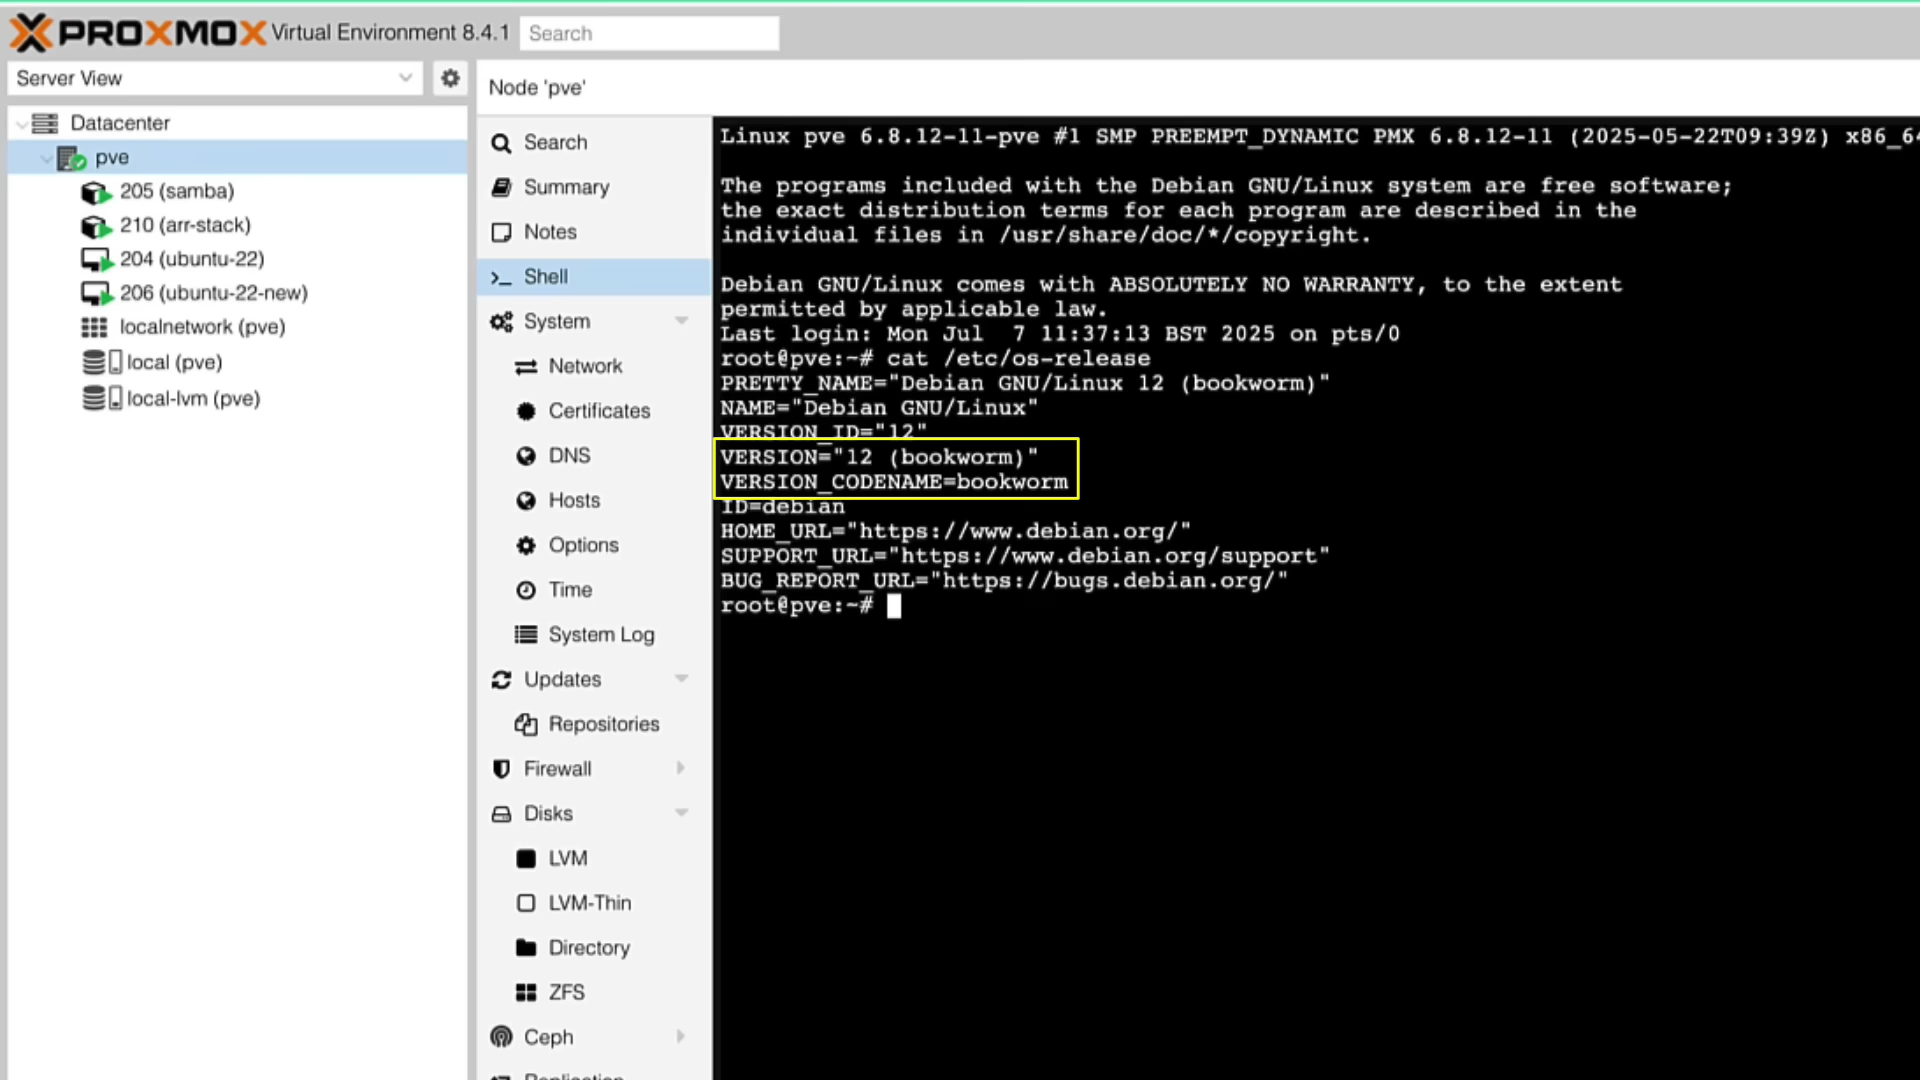 PROXMOX Virtual Environment 8.4.1 Search
Server View
Datacenter
pve
205 (samba)
210 (arr-stack)
204 (ubuntu-22)
206 (ubuntu-22-new)
localnetwork (pve)
local (pve)
local-lvm (pve)
Node 'pve'
Search
Summary
Notes
Shell
System
Network
Certificates
DNS
Hosts
Options
Time
System Log
Updates
Repositories
Firewall
Disks
LVM
LVM-Thin
Directory
ZFS
Ceph
Replication
Linux pve 6.8.12-11-pve #1 SMP PREEMPT_DYNAMIC PMX 6.8.12-11 (2025-05-22T09:39Z) x86_64
The programs included with the Debian GNU/Linux system are free software;
the exact distribution terms for each program are described in the
individual files in /usr/share/doc/*/copyright.
Debian GNU/Linux comes with ABSOLUTELY NO WARRANTY, to the extent
permitted by applicable law.
Last login: Mon Jul  7 11:37:13 BST 2025 on pts/0
root@pve:~# cat /etc/os-release
PRETTY_NAME="Debian GNU/Linux 12 (bookworm)"
NAME="Debian GNU/Linux"
VERSION_ID="12"
VERSION="12 (bookworm)"
VERSION_CODENAME=bookworm
ID=debian
HOME_URL="https://www.debian.org/"
SUPPORT_URL="https://www.debian.org/support"
BUG_REPORT_URL="https://bugs.debian.org/"
root@pve:~#